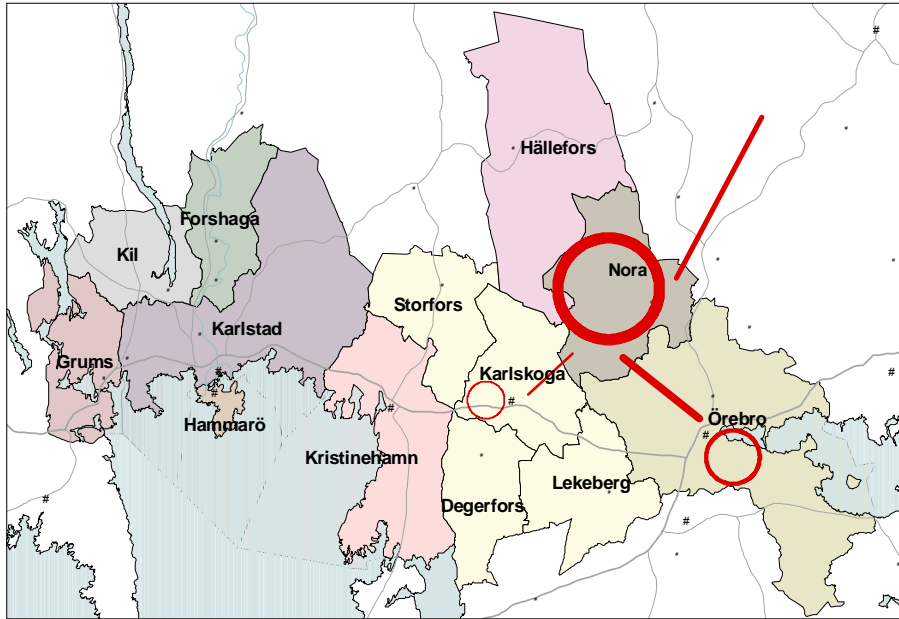 Hällefors
Forshaga
Kil
Nora
Storfors
Karlstad
Grums
Karlskoga
Hammarö
Örebro
Kristinehamn
Lekeberg
Degerfors